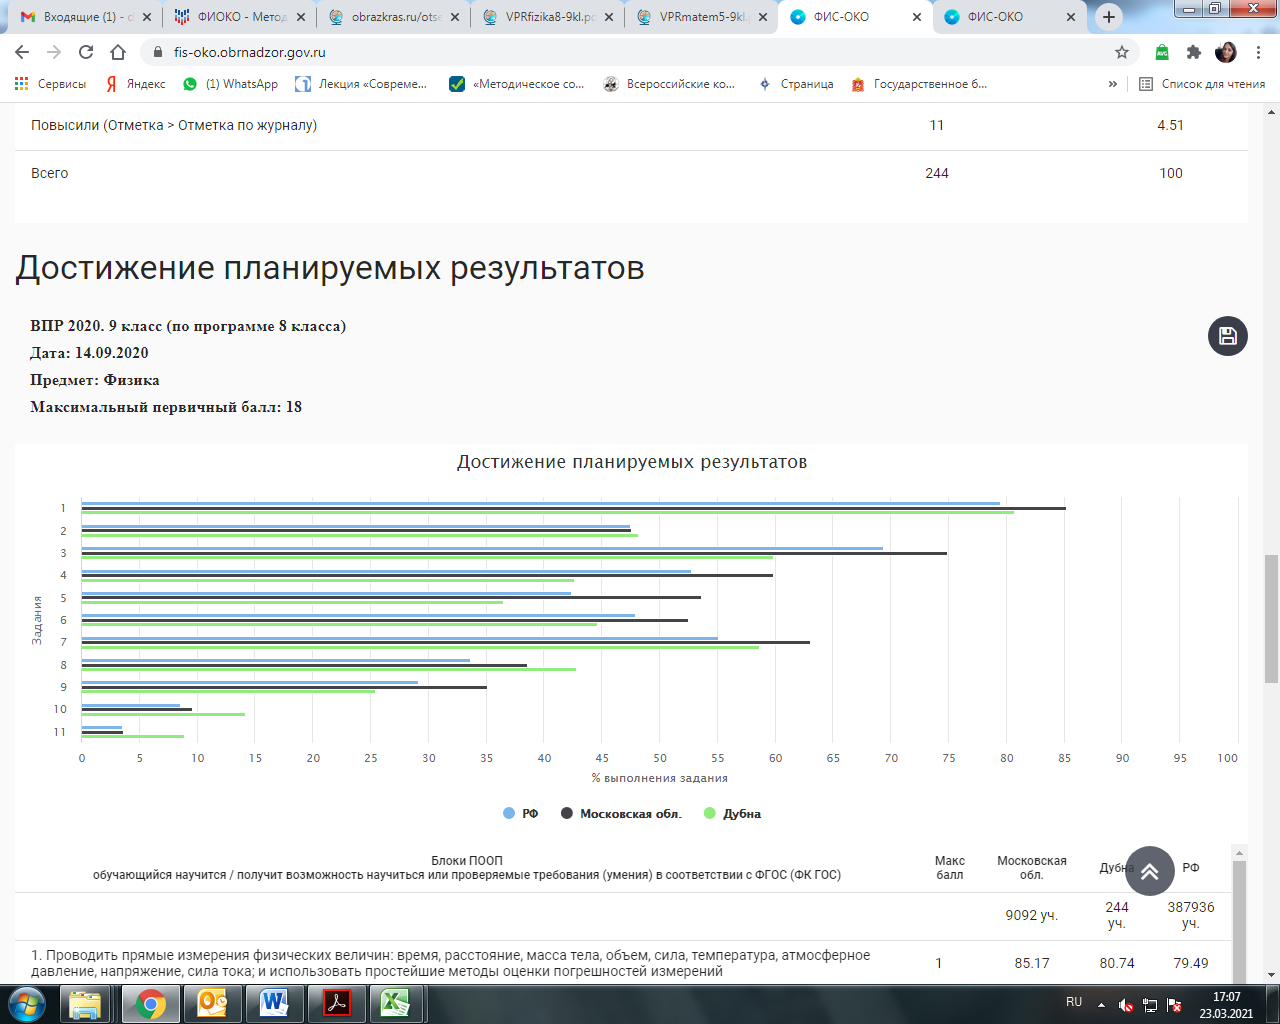 Входящие (1) - d
ФИОКО - Метод
obrazkras.ru/otse
VPRfizika8-9kl.pd
VPRmatem5-9kl.p
ФИС-ОКО
ФИС-ОКО
fis-oko.obrnadzor.gov.ru
AVG
Сервисы
Яндекс
(1) WhatsApp
Лекция «Совреме...
«Методическое со...
Всероссийские ко...
Страница
Государственное б...
»
Список для чтения
Повысили (Отметка > Отметка по журналу) 11 4.51
Всего 244 100
Достижение планируемых результатов
ВПР 2020. 9 класс (по программе 8 класса)
Дата: 14.09.2020
Предмет: Физика
Максимальный первичный балл: 18
Достижение планируемых результатов
Задания
1
2
3
4
5
6
7
8
9
10
11
0 5 10 15 20 25 30 35 40 45 50 55 60 65 70 75 80 85 90 95 100
% выполнения задания
РФ Московская обл. Дубна
Блоки ПООП
обучающийся научится / получит возможность научиться или проверяемые требования (умения) в соответствии с ФГОС (ФК ГОС)
Макс
балл
Московская
обл.
Дубна
РФ
9092 уч.
244
уч.
387936
уч.
1. Проводить прямые измерения физических величин: время, расстояние, масса тела, объем, сила, температура, атмосферное
давление, напряжение, сила тока; и использовать простейшие методы оценки погрешностей измерений
1 85.17 80.74 79.49
RU
17:07
23.03.2021